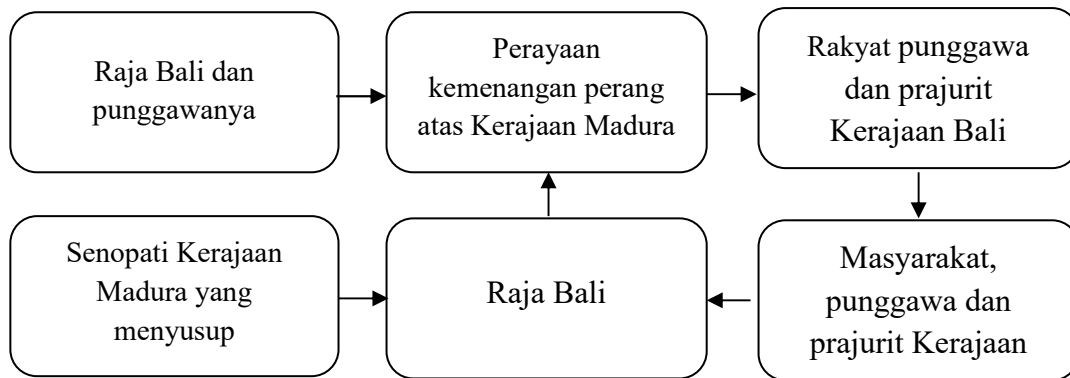 Raja Bali dan
punggawanya
Perayaan
kemenangan perang
atas Kerajaan Madura
Rakyat punggawa
dan prajurit
Kerajaan Bali
Senopati Kerajaan
Madura yang
menyusup
Raja Bali
Masyarakat,
punggawa dan
prajurit Kerajaan